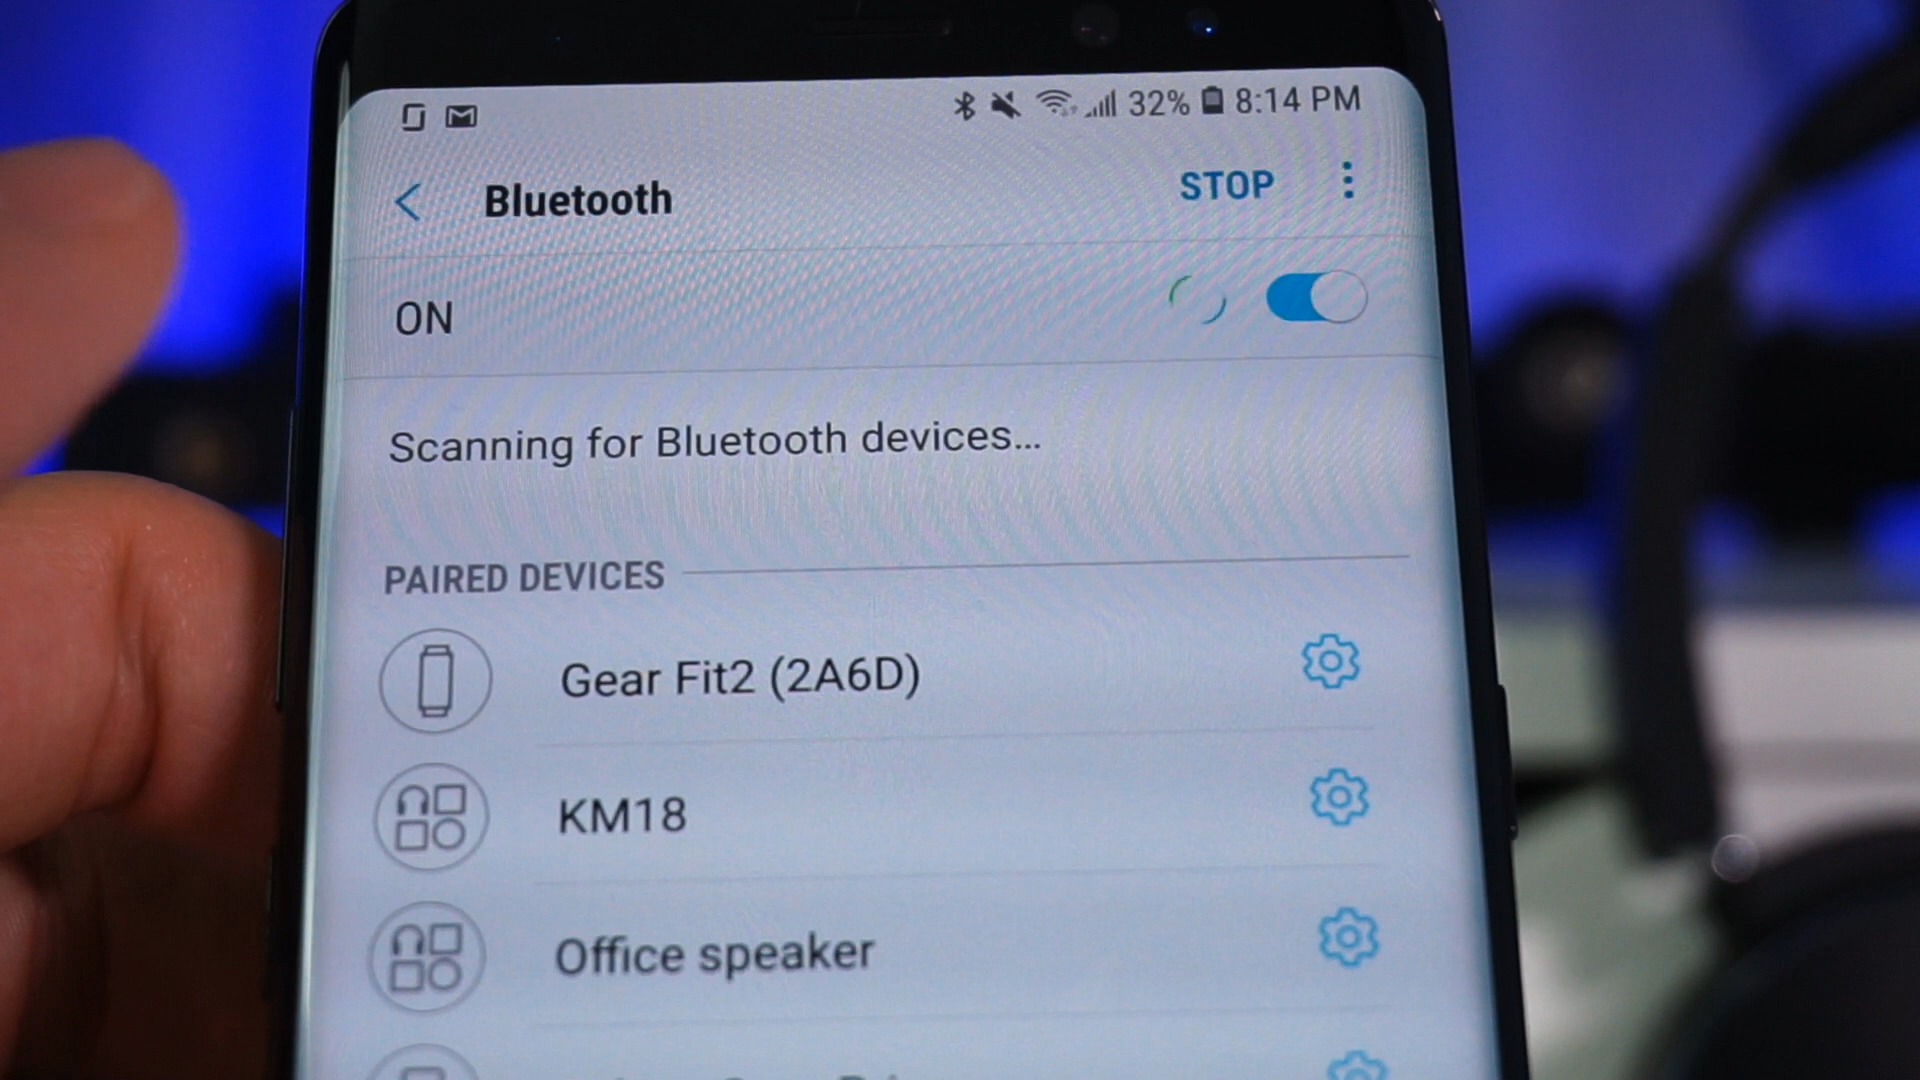 32% 8:14 PM
Bluetooth STOP
ON
Scanning for Bluetooth devices...
PAIRED DEVICES
Gear Fit2 (2A6D)
KM18
Office speaker